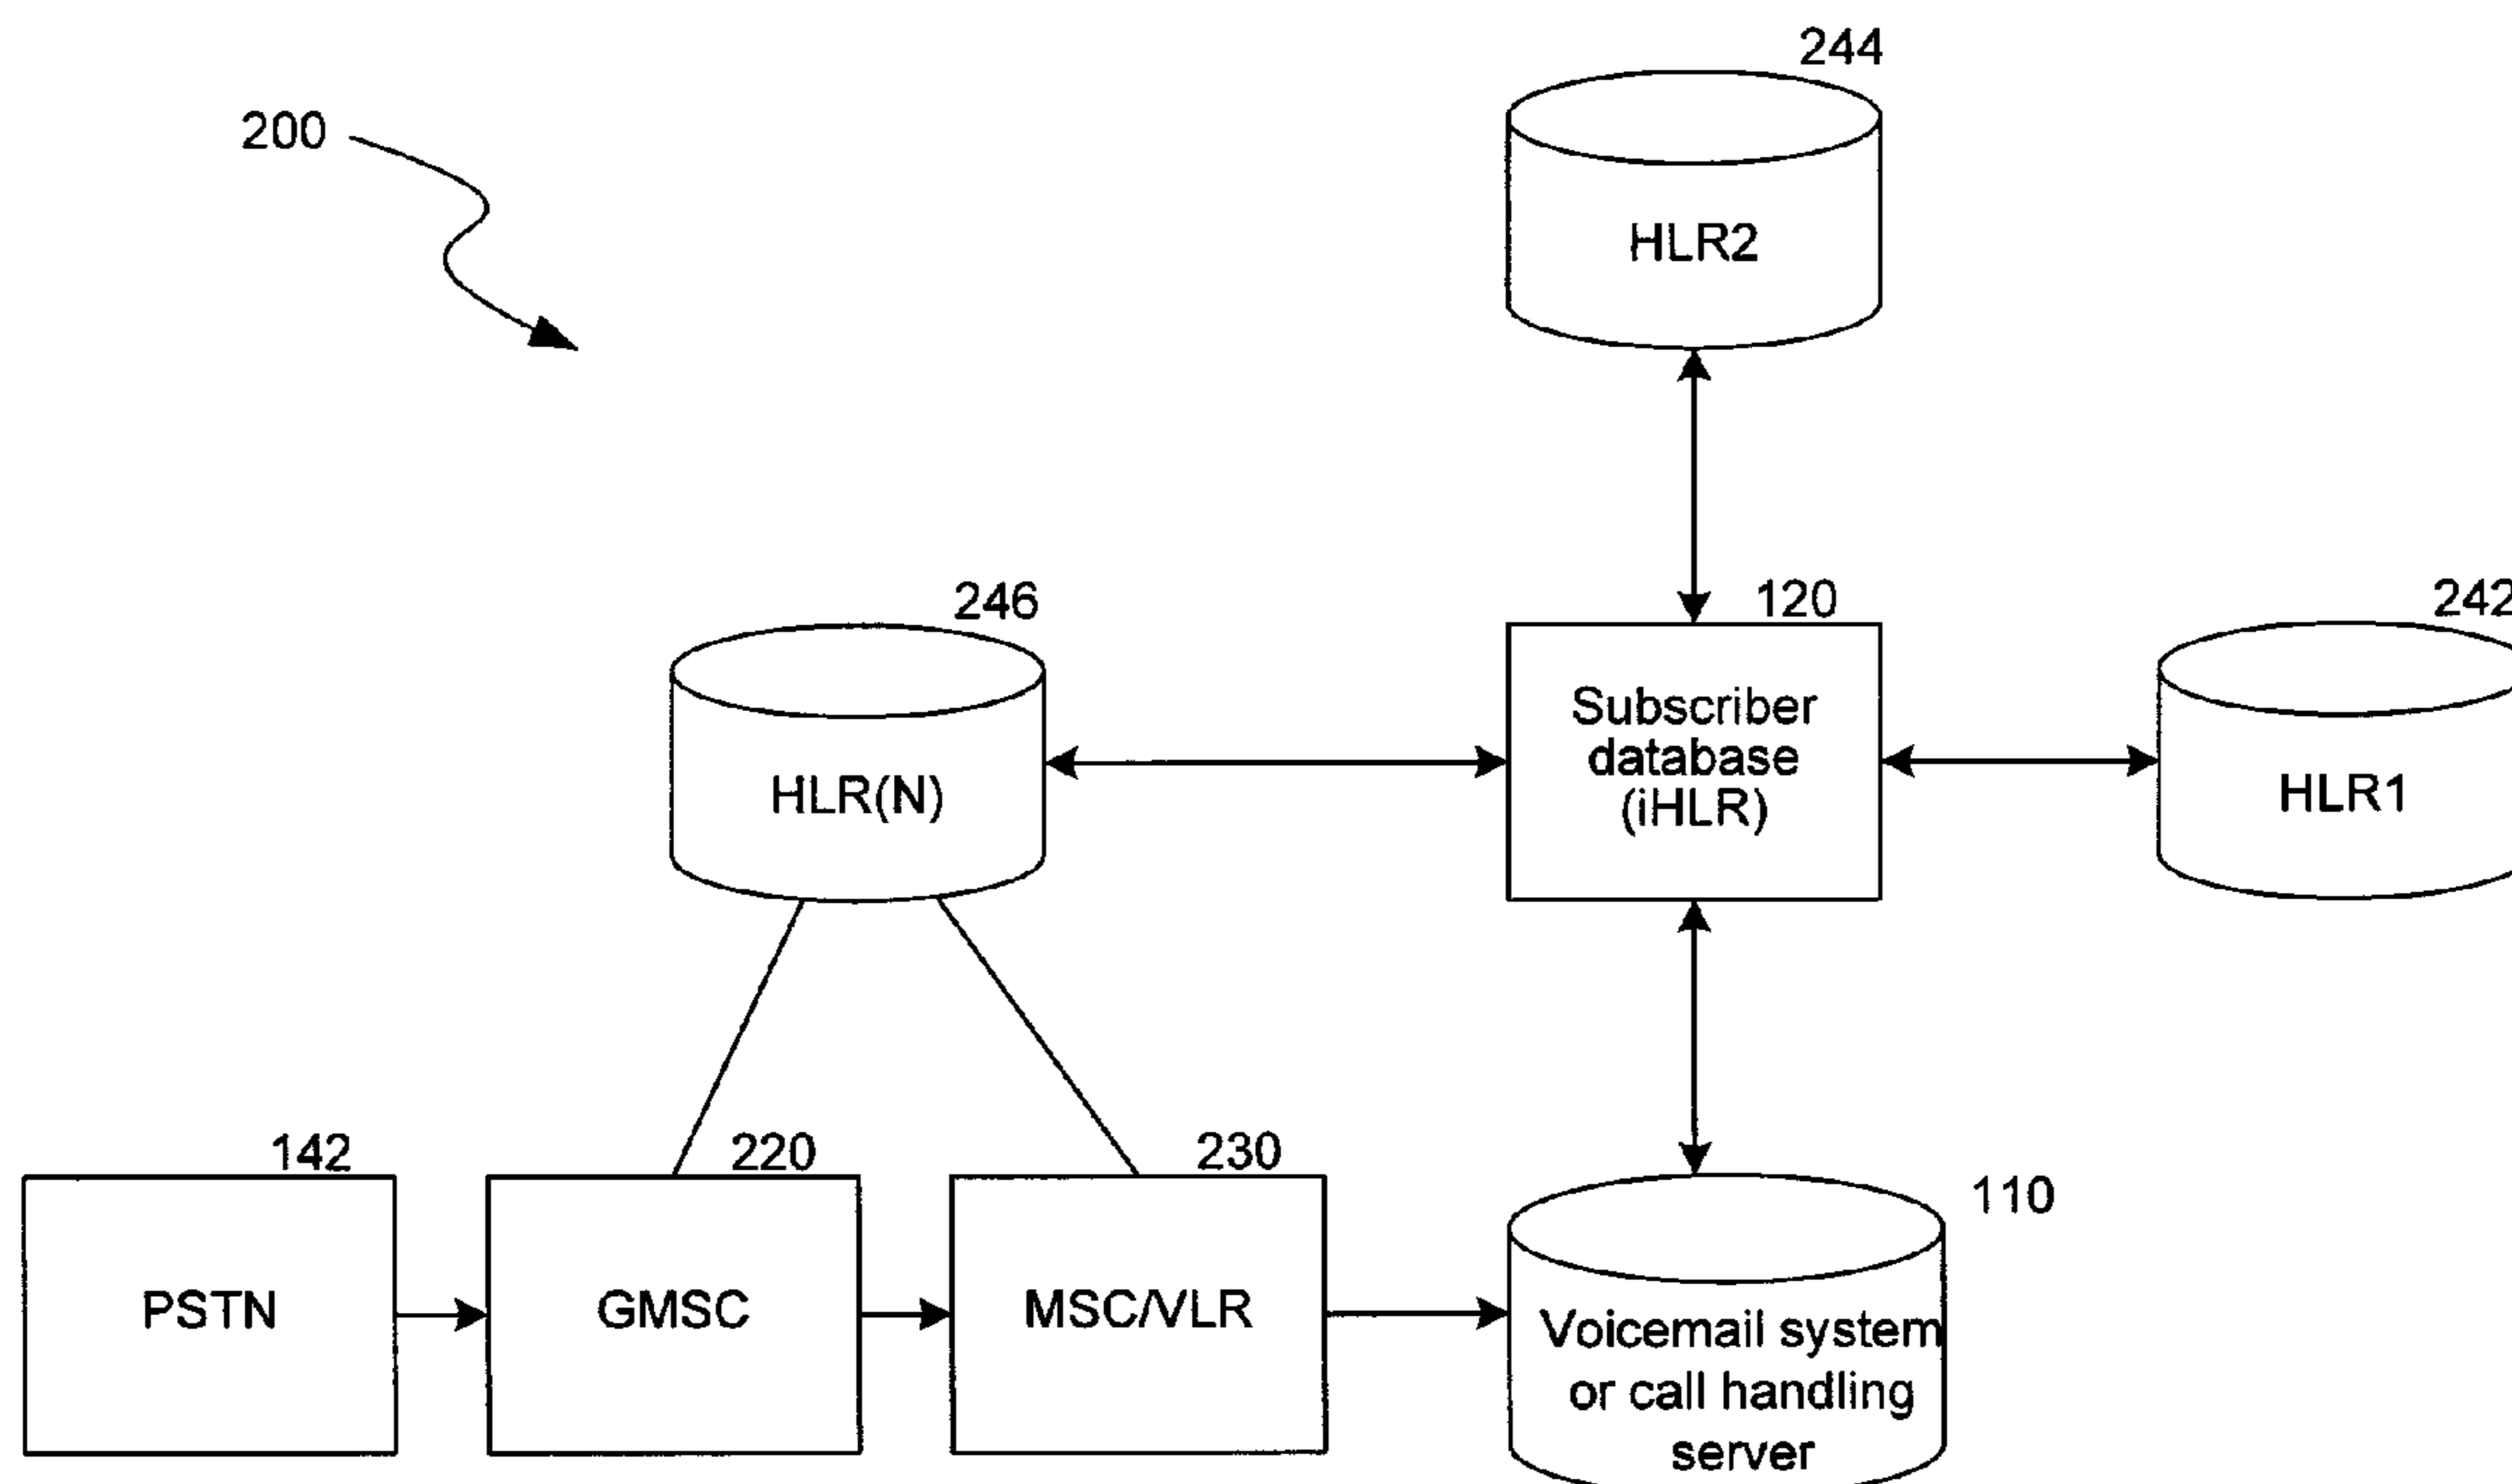 244
200
HLR2
246
120
242
Subscriber
database
(iHLR)
HLR(N)
HLR1
142
220
230
110
PSTN
GMSC
MSC/VLR
Voicemail system
or call handling
server